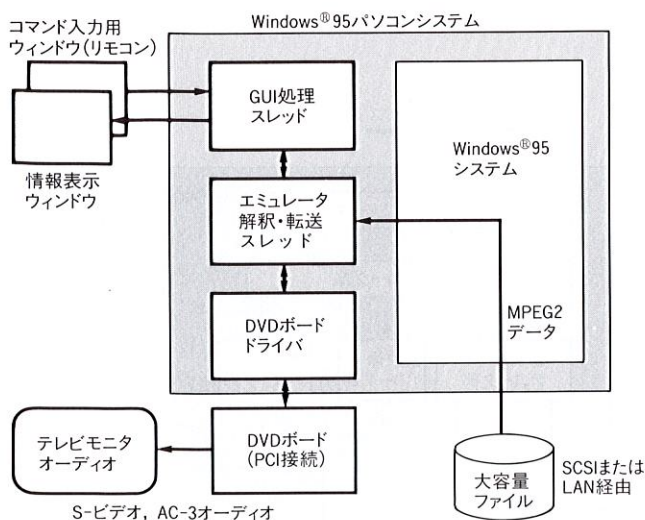 Windows®95パソコンシステム
コマンド入力用
ウィンドウ(リモコン)
GUI処理
スレッド
Windows®95
システム
情報表示
ウィンドウ
エミュレータ
解釈・転送
スレッド
MPEG2
データ
DVDボード
ドライバ
テレビモニタ
オーディオ
DVDボード
(PCI接続)
大容量
ファイル
SCSIまたは
LAN経由
S-ビデオ, AC-3オーディオ